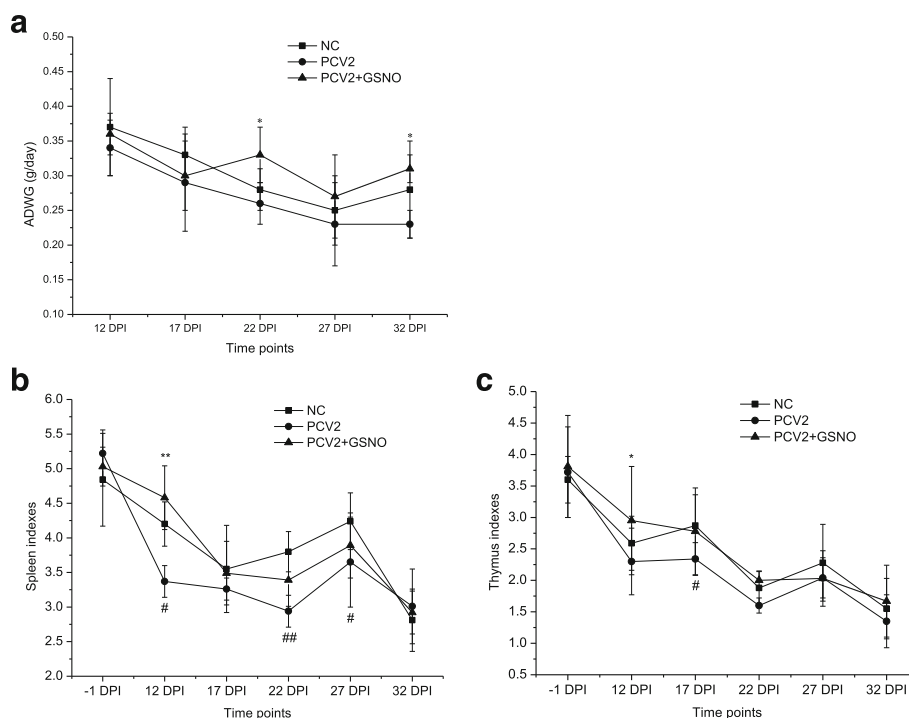 a
0.50
0.45
0.40
0.35
0.30
0.25
0.20
0.15
0.10
ADWG (g/day)
NC
PCV2
PCV2+GSNO
*
*
12 DPI 17 DPI 22 DPI 27 DPI 32 DPI
Time points
b
6.0
5.5
5.0
4.5
4.0
3.5
3.0
2.5
2.0
Spleen indexes
NC
PCV2
PCV2+GSNO
**
#
##
#
-1 DPI 12 DPI 17 DPI 22 DPI 27 DPI 32 DPI
Time points
c
5.0
4.5
4.0
3.5
3.0
2.5
2.0
1.5
1.0
0.5
Thymus indexes
NC
PCV2
PCV2+GSNO
*
#
-1 DPI 12 DPI 17 DPI 22 DPI 27 DPI 32 DPI
Time points